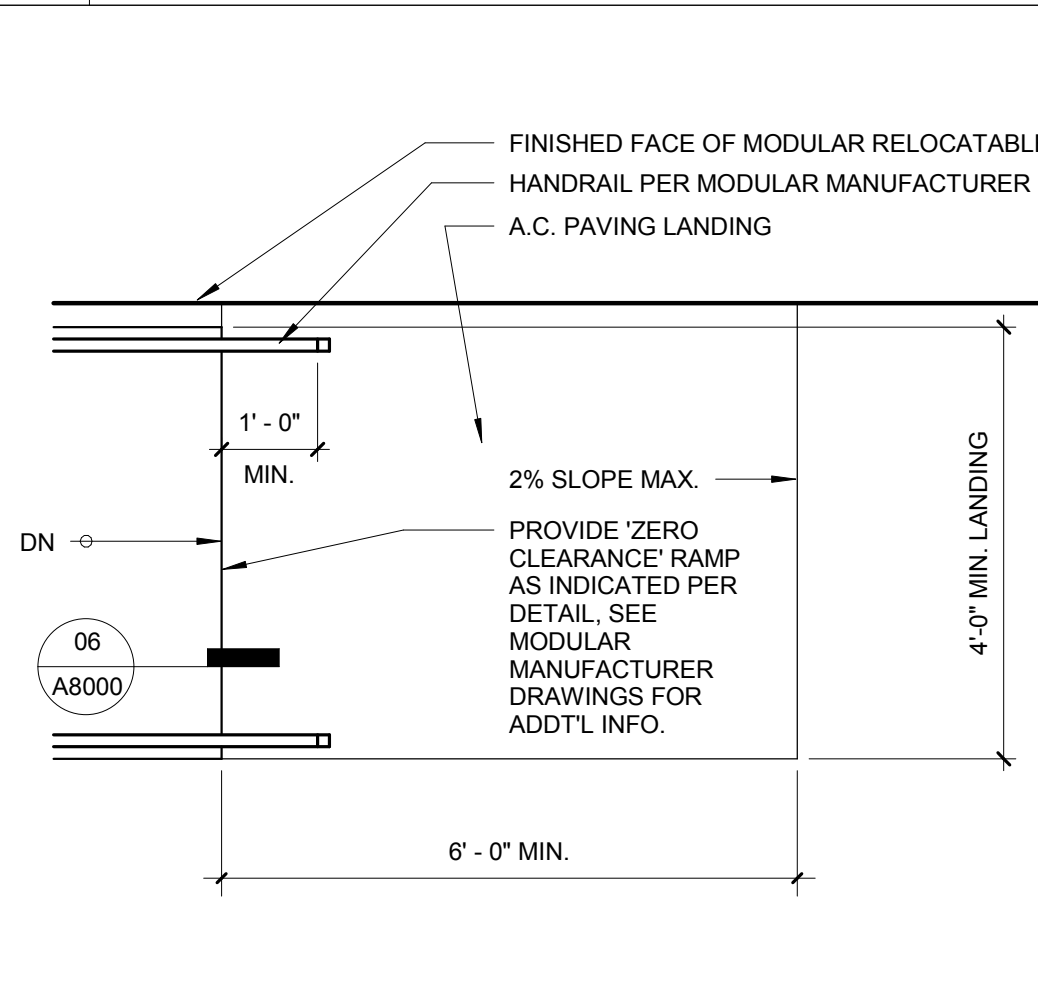 FINISHED FACE OF MODULAR RELOCATABL
HANDRAIL PER MODULAR MANUFACTURER
A.C. PAVING LANDING
1' - 0"
MIN.
2% SLOPE MAX.
DN
PROVIDE 'ZERO
CLEARANCE' RAMP
AS INDICATED PER
DETAIL, SEE
MODULAR
MANUFACTURER
DRAWINGS FOR
ADDT'L INFO.
06
A8000
4'-0" MIN. LANDING
6' - 0" MIN.